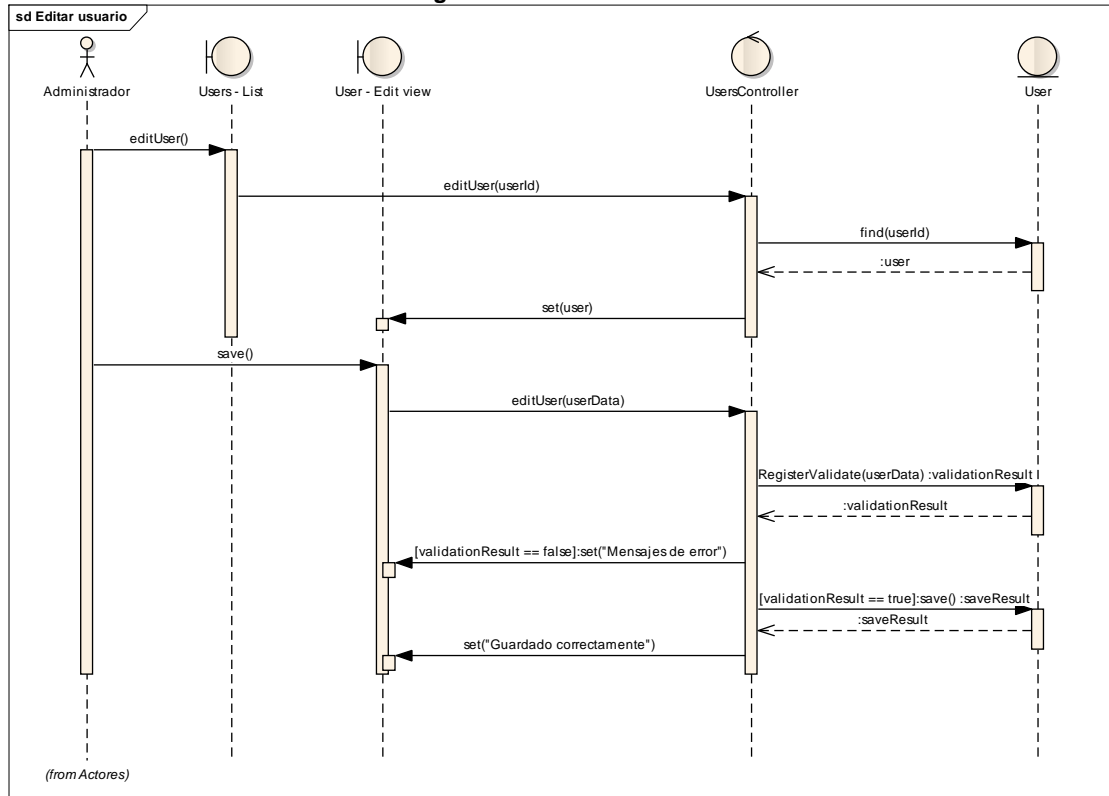 sd Editar usuario
Administrador
Users - List
User - Edit view
UsersController
User
editUser()
editUser(userId)
find(userId)
:user
set(user)
save()
editUser(userData)
RegisterValidate(userData) :validationResult
:validationResult
[validationResult == false]:set("Mensajes de error")
[validationResult == true]:save() :saveResult
:saveResult
set("Guardado correctamente")
(from Actores)